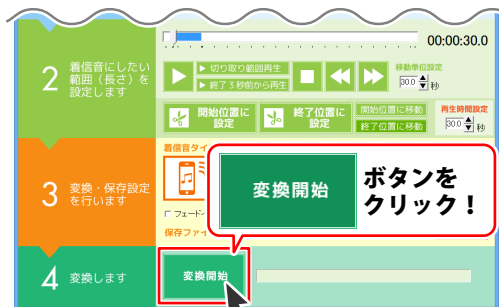 00:00:30.0
2
着信音にしたい
範囲（長さ）を
設定します
▶ 切り取り範囲再生
▶ 終了３秒前から再生
移動単位設定
30.0
秒
開始位置に
設定
終了位置に
設定
開始位置に移動
終了位置に移動
再生時間設定
30.0
秒
3
変換・保存設定
を行います
着信音タイ
フェード
保存ファイ
変換開始
ボタンを
クリック！
4
変換します
変換開始